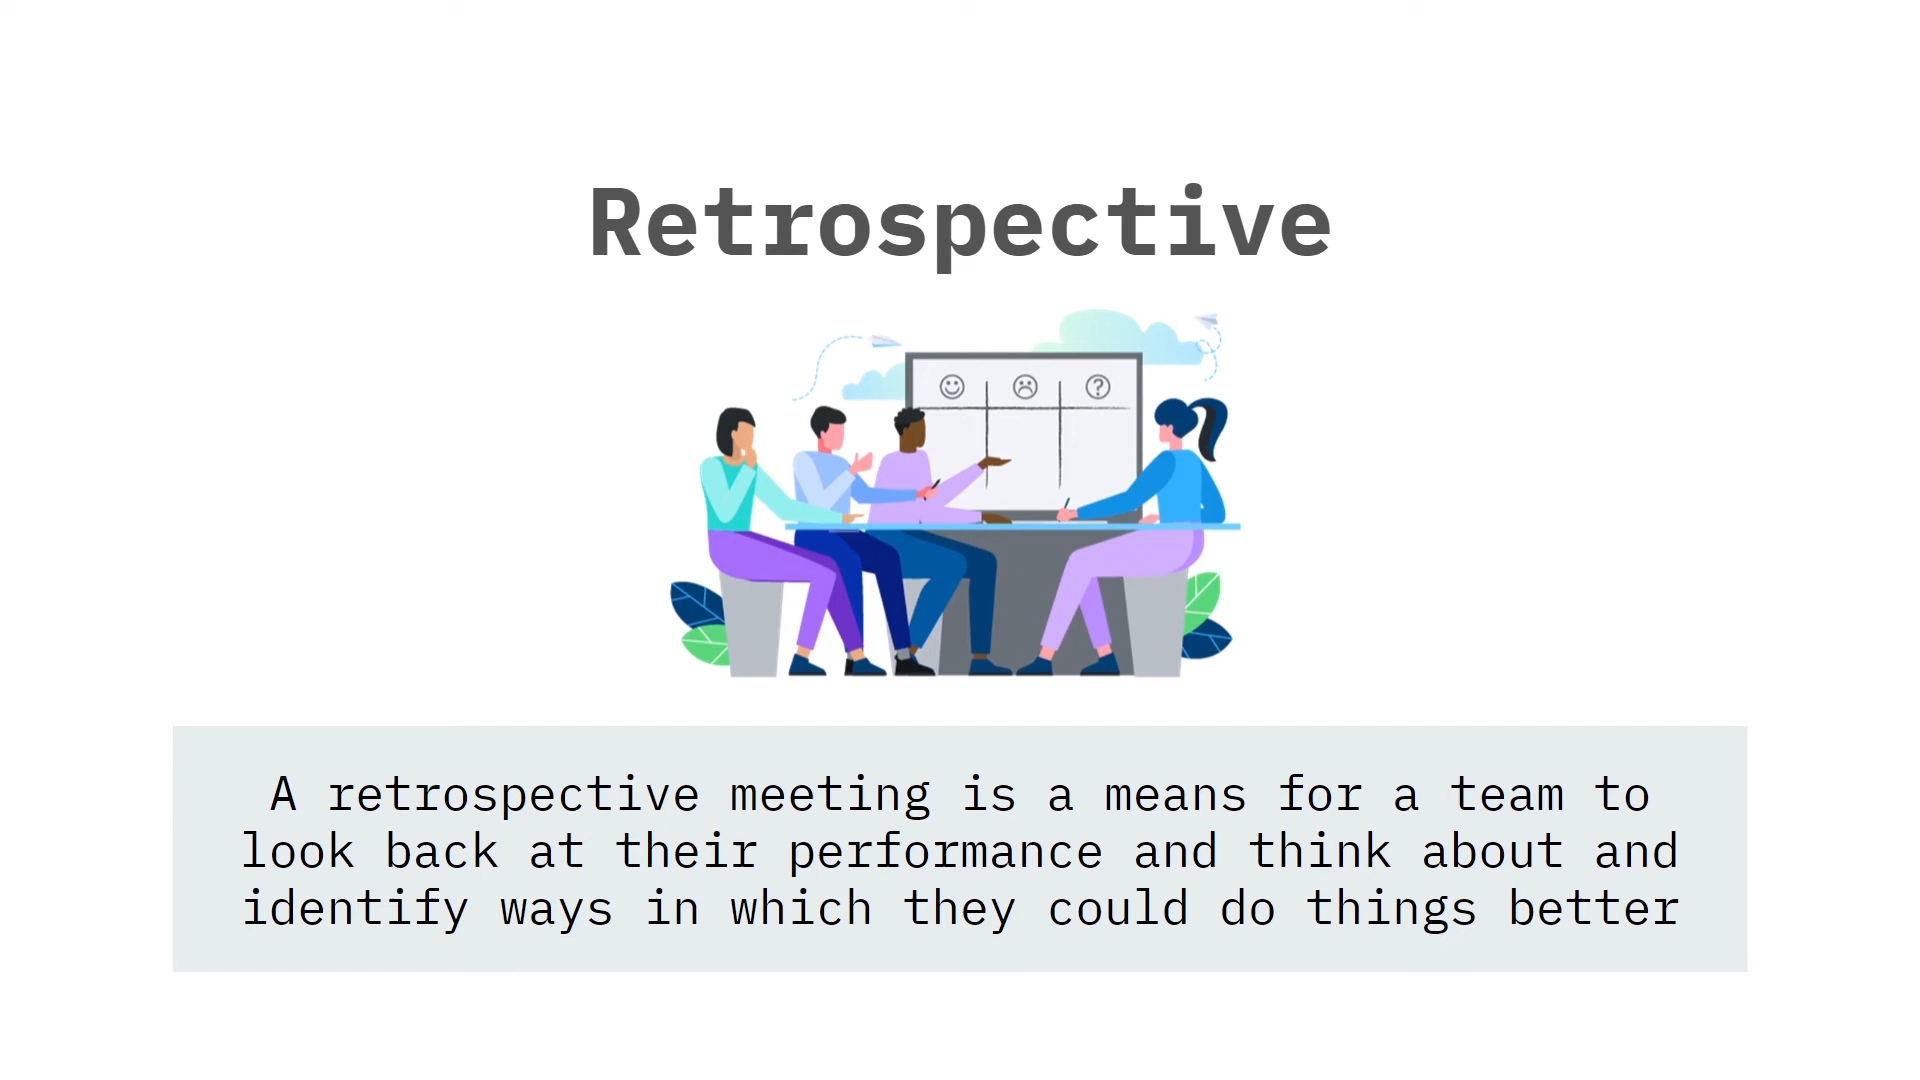 Retrospective
?
A retrospective meeting is a means for a team to
look back at their performance and think about and
identify ways in which they could do things better